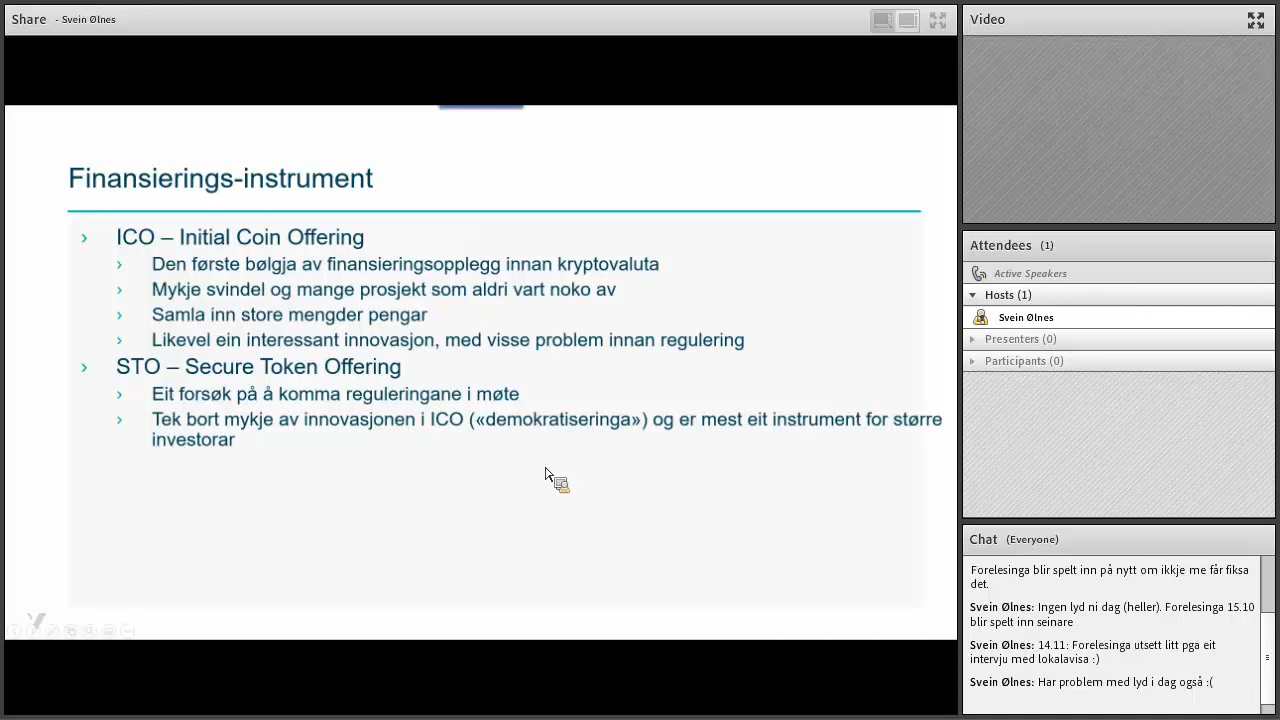 Share - Svein Ølnes
Finansierings-instrument
› ICO – Initial Coin Offering
› Den første bølgja av finansieringsopplegg innan kryptovaluta
› Mykje svindel og mange prosjekt som aldri vart noko av
› Samla inn store mengder pengar
› Likevel ein interessant innovasjon, med visse problem innan regulering
› STO – Secure Token Offering
› Eit forsøk på å komma reguleringane i møte
› Tek bort mykje av innovasjonen i ICO («demokratiseringa») og er mest eit instrument for større
investorar
Video
Attendees (1)
Active Speakers
Hosts (1)
Svein Ølnes
Presenters (0)
Participants (0)
Chat (Everyone)
Forelesinga blir spelt inn på nytt om ikkje me får fiksa
det.
Svein Ølnes: Ingen lyd ni dag (heller). Forelesinga 15.10
blir spelt inn seinare
Svein Ølnes: 14.11: Forelesinga utsett litt pga eit
intervju med lokalavisa :)
Svein Ølnes: Har problem med lyd i dag også :(